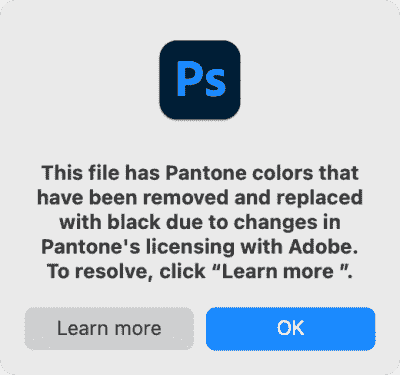 Ps
This file has Pantone colors that
have been removed and replaced
with black due to changes in
Pantone's licensing with Adobe.
To resolve, click “Learn more ”.
Learn more
OK